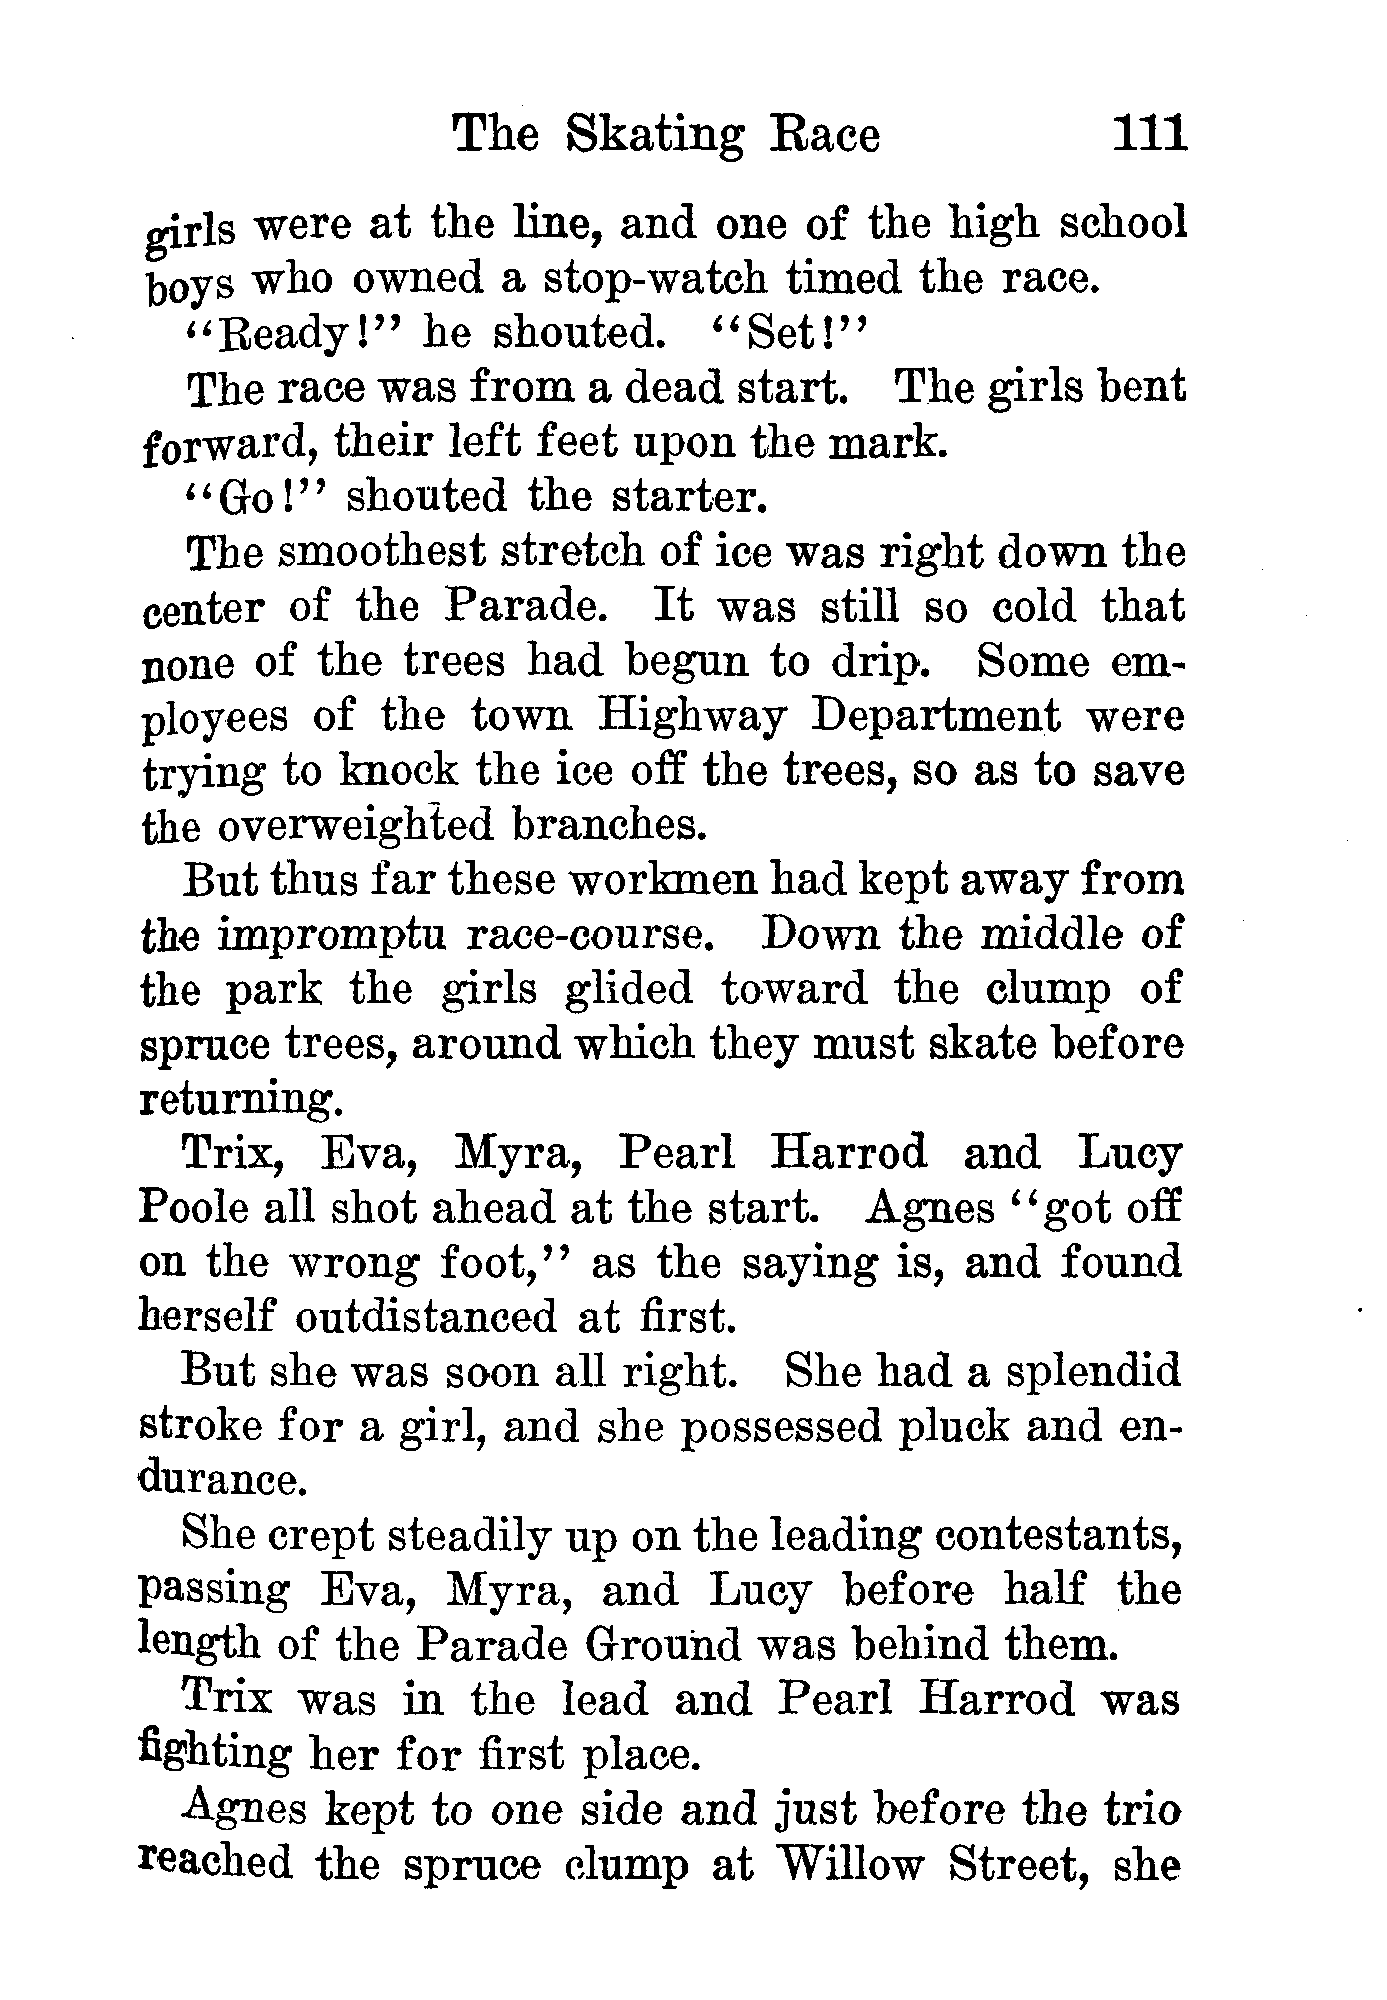 The Skating Race 111
girls were at the line, and one of the high school
boys who owned a stop-watch timed the race.
"Ready!" he shouted. "Set!"
The race was from a dead start. The girls bent
forward, their left feet upon the mark.
"Go!" shouted the starter.
The smoothest stretch of ice was right down the
center of the Parade. It was still so cold that
none of the trees had begun to drip. Some em-
ployees of the town Highway Department were
trying to knock the ice off the trees, so as to save
the overweighted branches.
But thus far these workmen had kept away from
the impromptu race-course. Down the middle of
the park the girls glided toward the clump of
spruce trees, around which they must skate before
returning.
Trix, Eva, Myra, Pearl Harrod and Lucy
Poole all shot ahead at the start. Agnes "got off
on the wrong foot," as the saying is, and found
herself outdistanced at first.
But she was soon all right. She had a splendid
stroke for a girl, and she possessed pluck and en-
durance.
She crept steadily up on the leading contestants,
passing Eva, Myra, and Lucy before half the
length of the Parade Ground was behind them.
Trix was in the lead and Pearl Harrod was
fighting her for first place.
Agnes kept to one side and just before the trio
reached the spruce clump at Willow Street, she